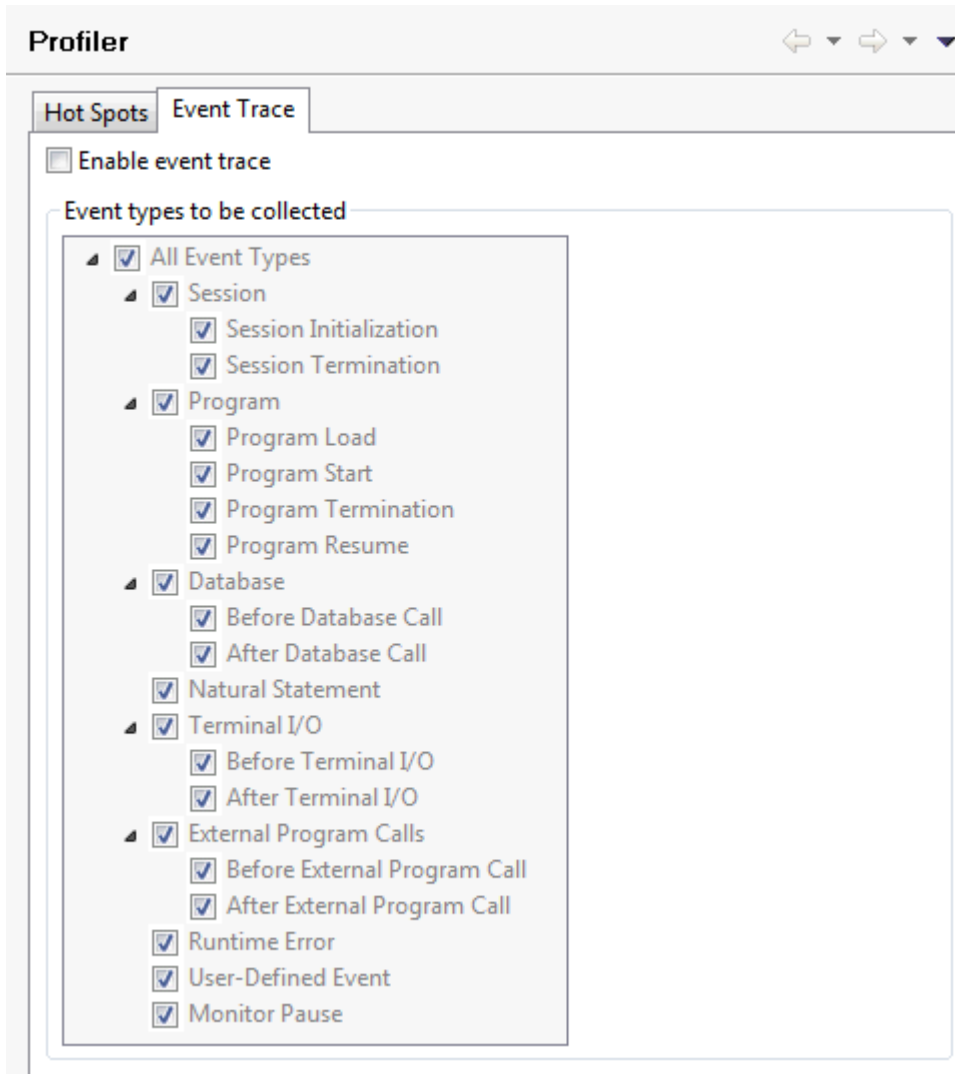 Profiler
Hot Spots Event Trace
Enable event trace
Event types to be collected
All Event Types
Session
Session Initialization
Session Termination
Program
Program Load
Program Start
Program Termination
Program Resume
Database
Before Database Call
After Database Call
Natural Statement
Terminal I/O
Before Terminal I/O
After Terminal I/O
External Program Calls
Before External Program Call
After External Program Call
Runtime Error
User-Defined Event
Monitor Pause